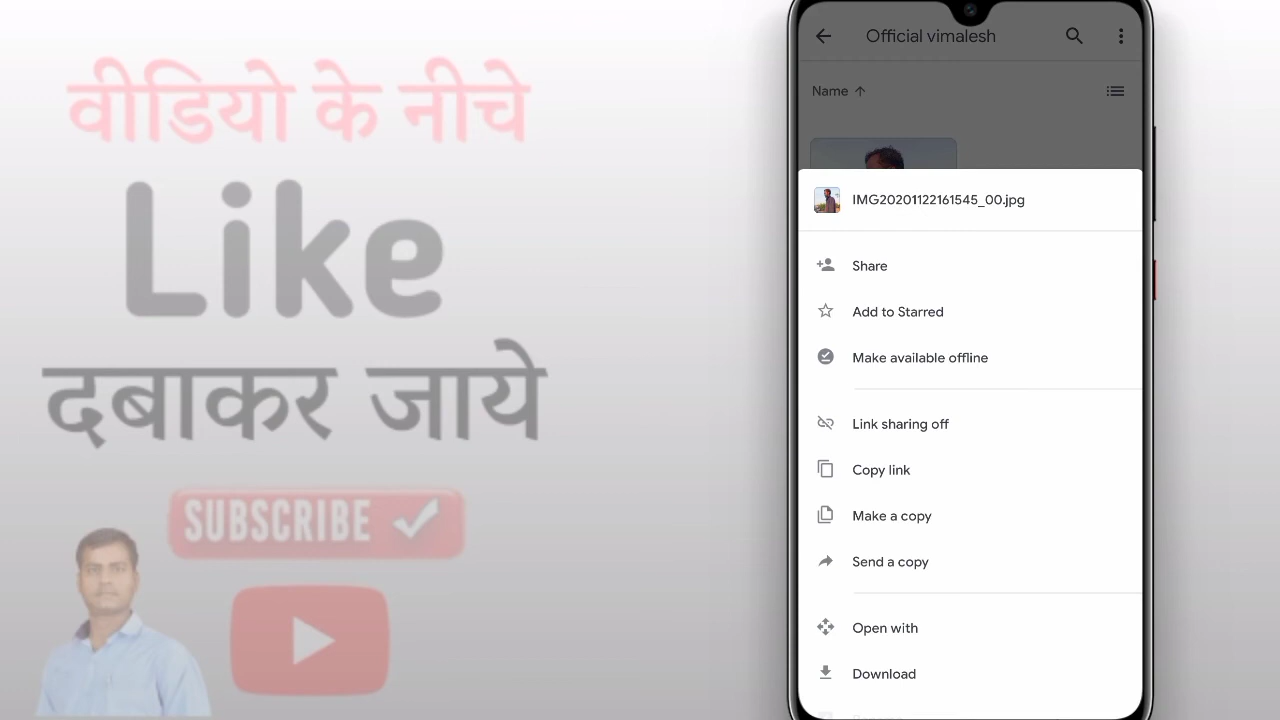 वीडियो के नीचे
Like
दबाकर जाये
SUBSCRIBE
Official vimalesh
Name
IMG20201122161545_00.jpg
Share
Add to Starred
Make available offline
Link sharing off
Copy link
Make a copy
Send a copy
Open with
Download